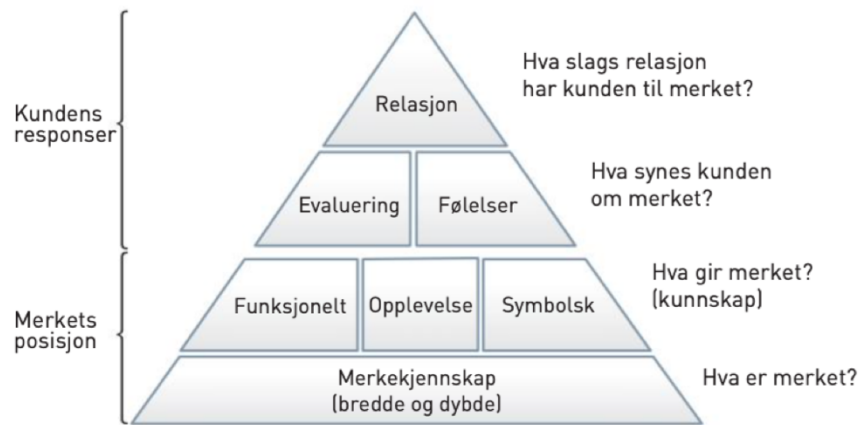 Hva slags relasjon
har kunden til merket?
Kundens
responser
Relasjon
Hva synes kunden
om merket?
Evaluering
Følelser
Hva gir merket?
(kunnskap)
Merkets
posisjon
Funksjonelt
Opplevelse
Symbolsk
Merkekjennskap
(bredde og dybde)
Hva er merket?